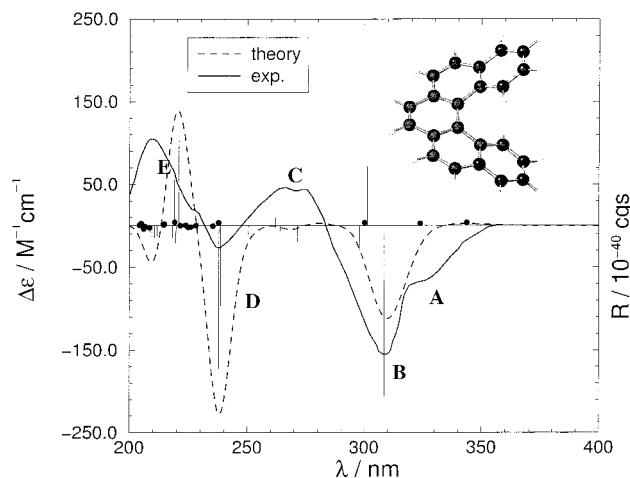 250.0
150.0
50.0
−50.0
−150.0
−250.0
Δε / M⁻¹cm⁻¹
theory
exp.
E
C
D
A
B
R / 10⁻⁴⁰ cgs
200
250
300
350
400
λ / nm